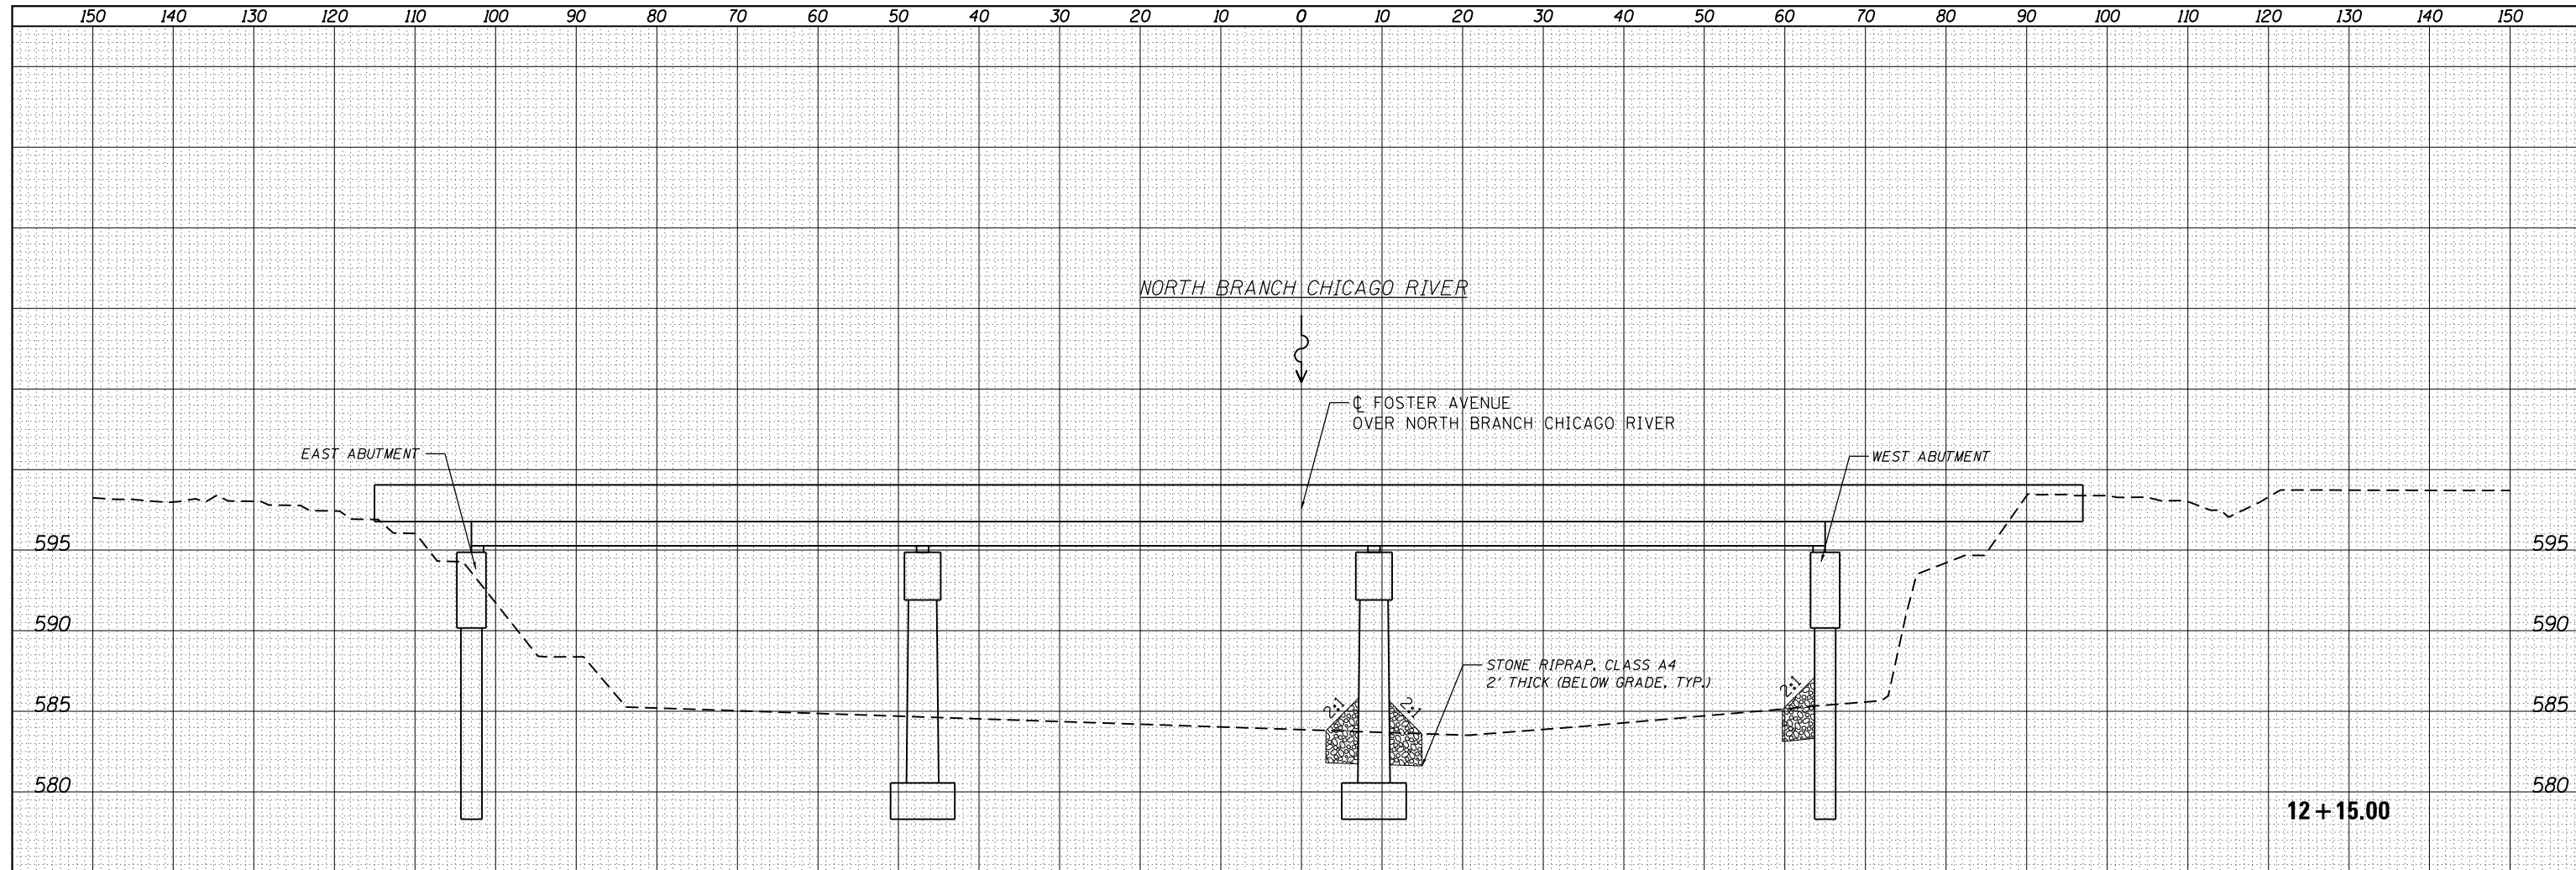 150 140 130 120 110 100 90 80 70 60 50 40 30 20 10 0 10 20 30 40 50 60 70 80 90 100 110 120 130 140 150
NORTH BRANCH CHICAGO RIVER
℄ FOSTER AVENUE
OVER NORTH BRANCH CHICAGO RIVER
EAST ABUTMENT
WEST ABUTMENT
595 595
590 590
STONE RIPRAP, CLASS A4
2' THICK (BELOW GRADE, TYP.)
2:1 2:1 2:1
585 585
580 580
12+15.00